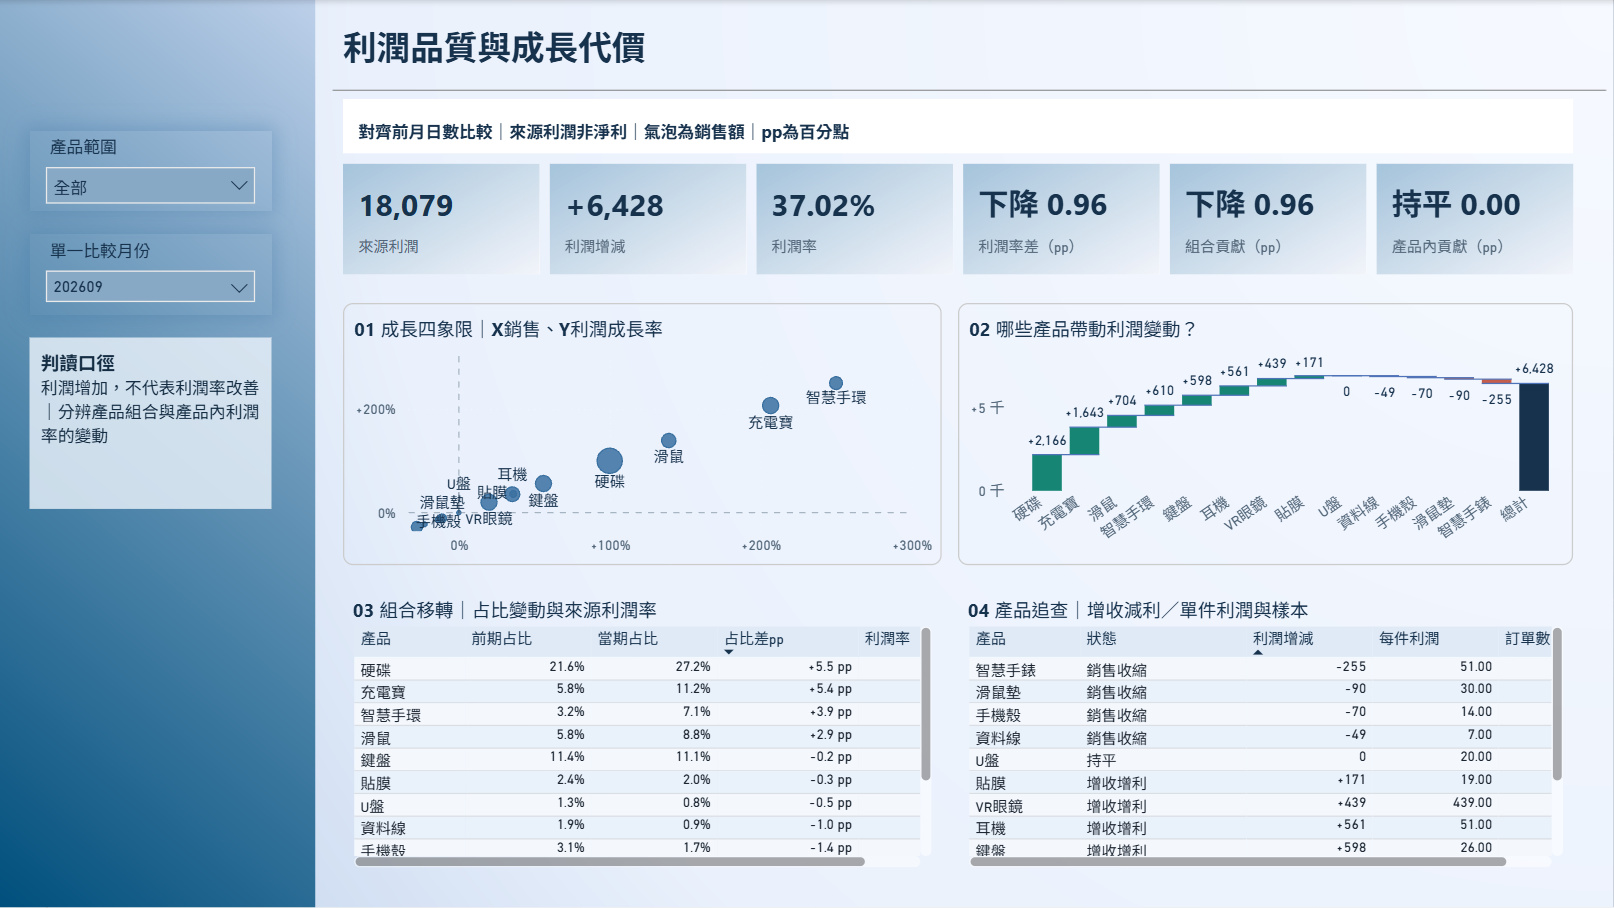 利潤品質與成長代價
產品範圍
全部
單一比較月份
202609
判讀口徑
利潤增加，不代表利潤率改善
｜分辨產品組合與產品內利潤
率的變動
對齊前月日數比較｜來源利潤非淨利｜氣泡為銷售額｜pp為百分點
18,079
來源利潤
+6,428
利潤增減
37.02%
利潤率
下降 0.96
利潤率差（pp）
下降 0.96
組合貢獻（pp）
持平 0.00
產品內貢獻（pp）
01 成長四象限｜X銷售、Y利潤成長率
+200%
0%
0%
+100%
+200%
+300%
智慧手環
充電寶
滑鼠
硬碟
耳機
鍵盤
U盤
貼膜
滑鼠墊
手機殼
VR眼鏡
02 哪些產品帶動利潤變動？
+5 千
0 千
+2,166
+1,643
+704
+610
+598
+561
+439
+171
0
-49
-70
-90
-255
+6,428
硬碟
充電寶
滑鼠
智慧手環
鍵盤
耳機
VR眼鏡
貼膜
U盤
資料線
手機殼
滑鼠墊
智慧手錶
總計
03 組合移轉｜占比變動與來源利潤率
產品 前期占比 當期占比 占比差pp 利潤率
硬碟 21.6% 27.2% +5.5 pp
充電寶 5.8% 11.2% +5.4 pp
智慧手環 3.2% 7.1% +3.9 pp
滑鼠 5.8% 8.8% +2.9 pp
鍵盤 11.4% 11.1% -0.2 pp
貼膜 2.4% 2.0% -0.3 pp
U盤 1.3% 0.8% -0.5 pp
資料線 1.9% 0.9% -1.0 pp
手機殼 3.1% 1.7% -1.4 pp
04 產品追查｜增收減利／單件利潤與樣本
產品 狀態 利潤增減 每件利潤 訂單數
智慧手錶 銷售收縮 -255 51.00
滑鼠墊 銷售收縮 -90 30.00
手機殼 銷售收縮 -70 14.00
資料線 銷售收縮 -49 7.00
U盤 持平 0 20.00
貼膜 增收增利 +171 19.00
VR眼鏡 增收增利 +439 439.00
耳機 增收增利 +561 51.00
鍵盤 增收增利 +598 26.00